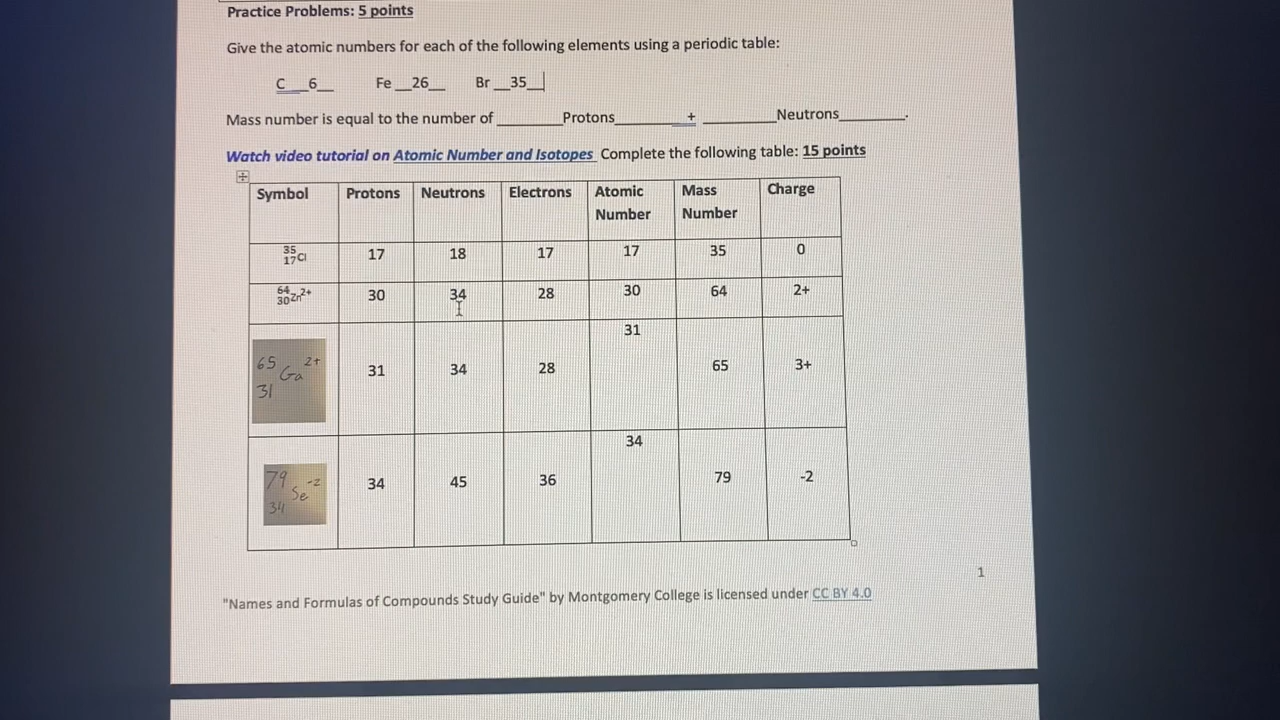 Practice Problems: 5 points
Give the atomic numbers for each of the following elements using a periodic table:
C__6__ Fe __26__ Br __35__
Mass number is equal to the number of ________Protons________+ ________Neutrons________.
Watch video tutorial on Atomic Number and Isotopes Complete the following table: 15 points
Symbol Protons Neutrons Electrons Atomic Number Mass Number Charge
35 17 Cl 17 18 17 17 35 0
64 30 Zn 2+ 30 34 28 30 64 2+
65 31 Ga 2+ 31 34 28 31 65 3+
79 34 Se -2 34 45 36 34 79 -2
1
"Names and Formulas of Compounds Study Guide" by Montgomery College is licensed under CC BY 4.0